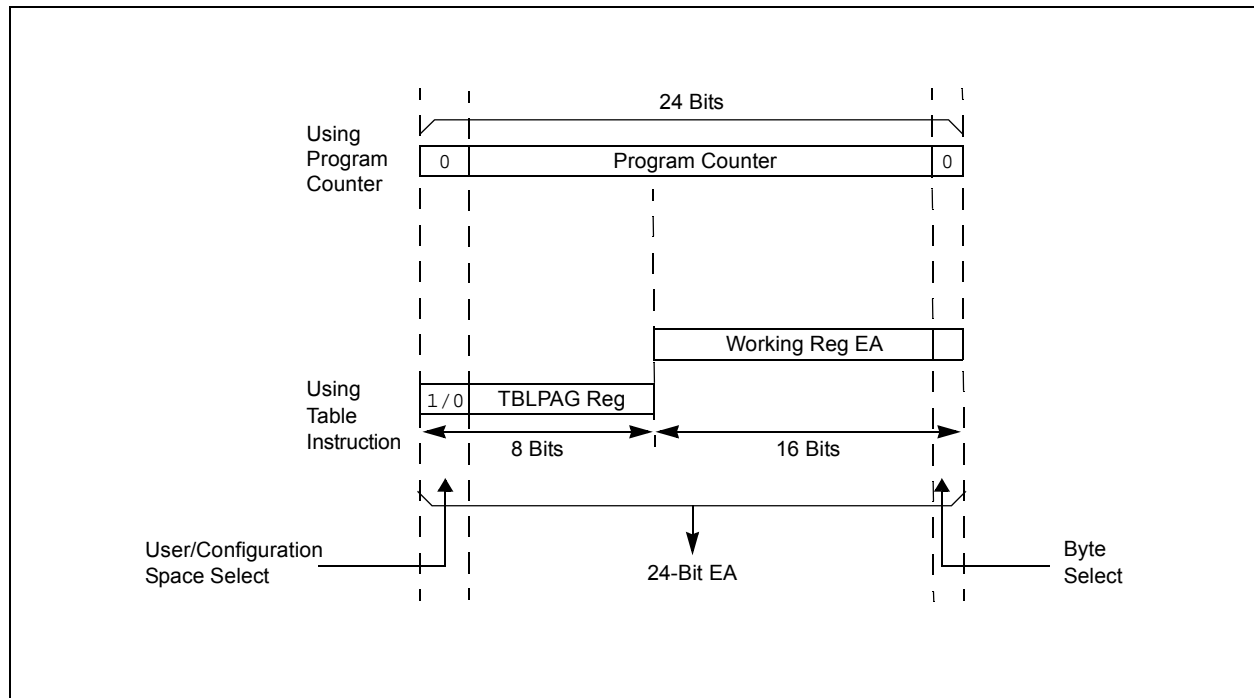 24 Bits
Using
Program
Counter
0
Program Counter
0
Working Reg EA
Using
Table
Instruction
1/0
TBLPAG Reg
8 Bits
16 Bits
User/Configuration
Space Select
24-Bit EA
Byte
Select